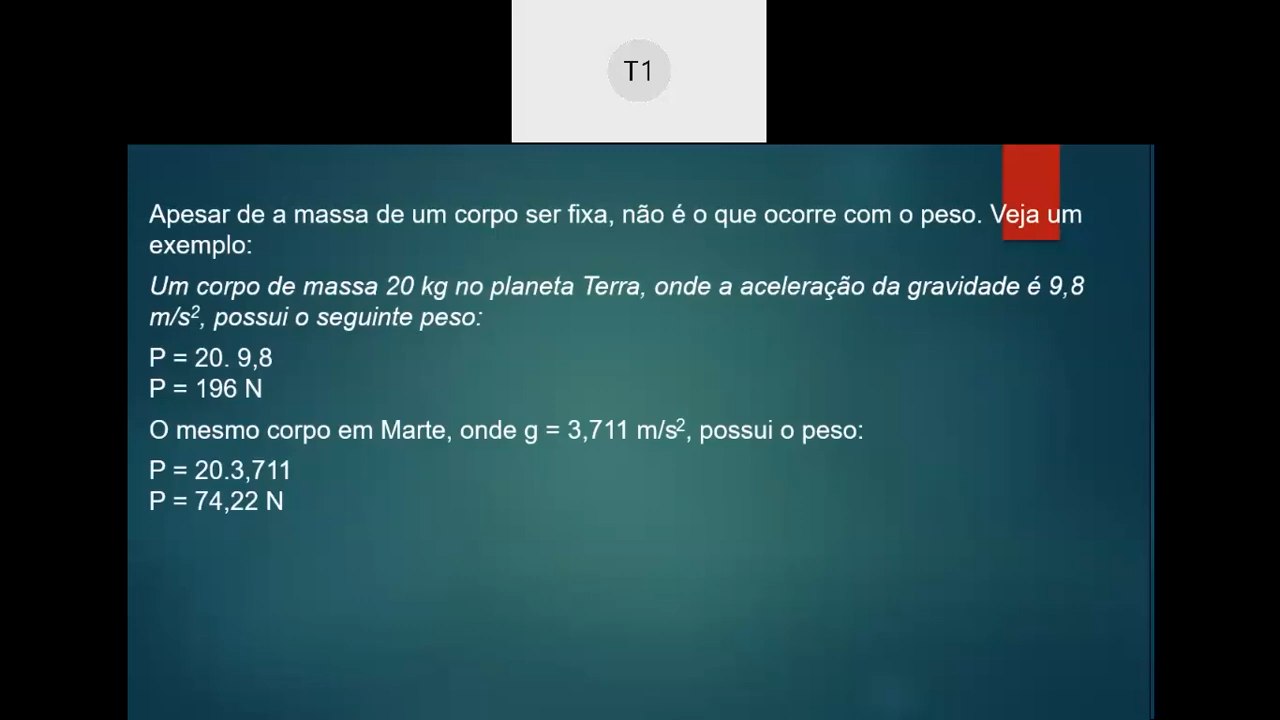 T1
Apesar de a massa de um corpo ser fixa, não é o que ocorre com o peso. Veja um
exemplo:
Um corpo de massa 20 kg no planeta Terra, onde a aceleração da gravidade é 9,8
m/s², possui o seguinte peso:
P = 20. 9,8
P = 196 N
O mesmo corpo em Marte, onde g = 3,711 m/s², possui o peso:
P = 20.3,711
P = 74,22 N